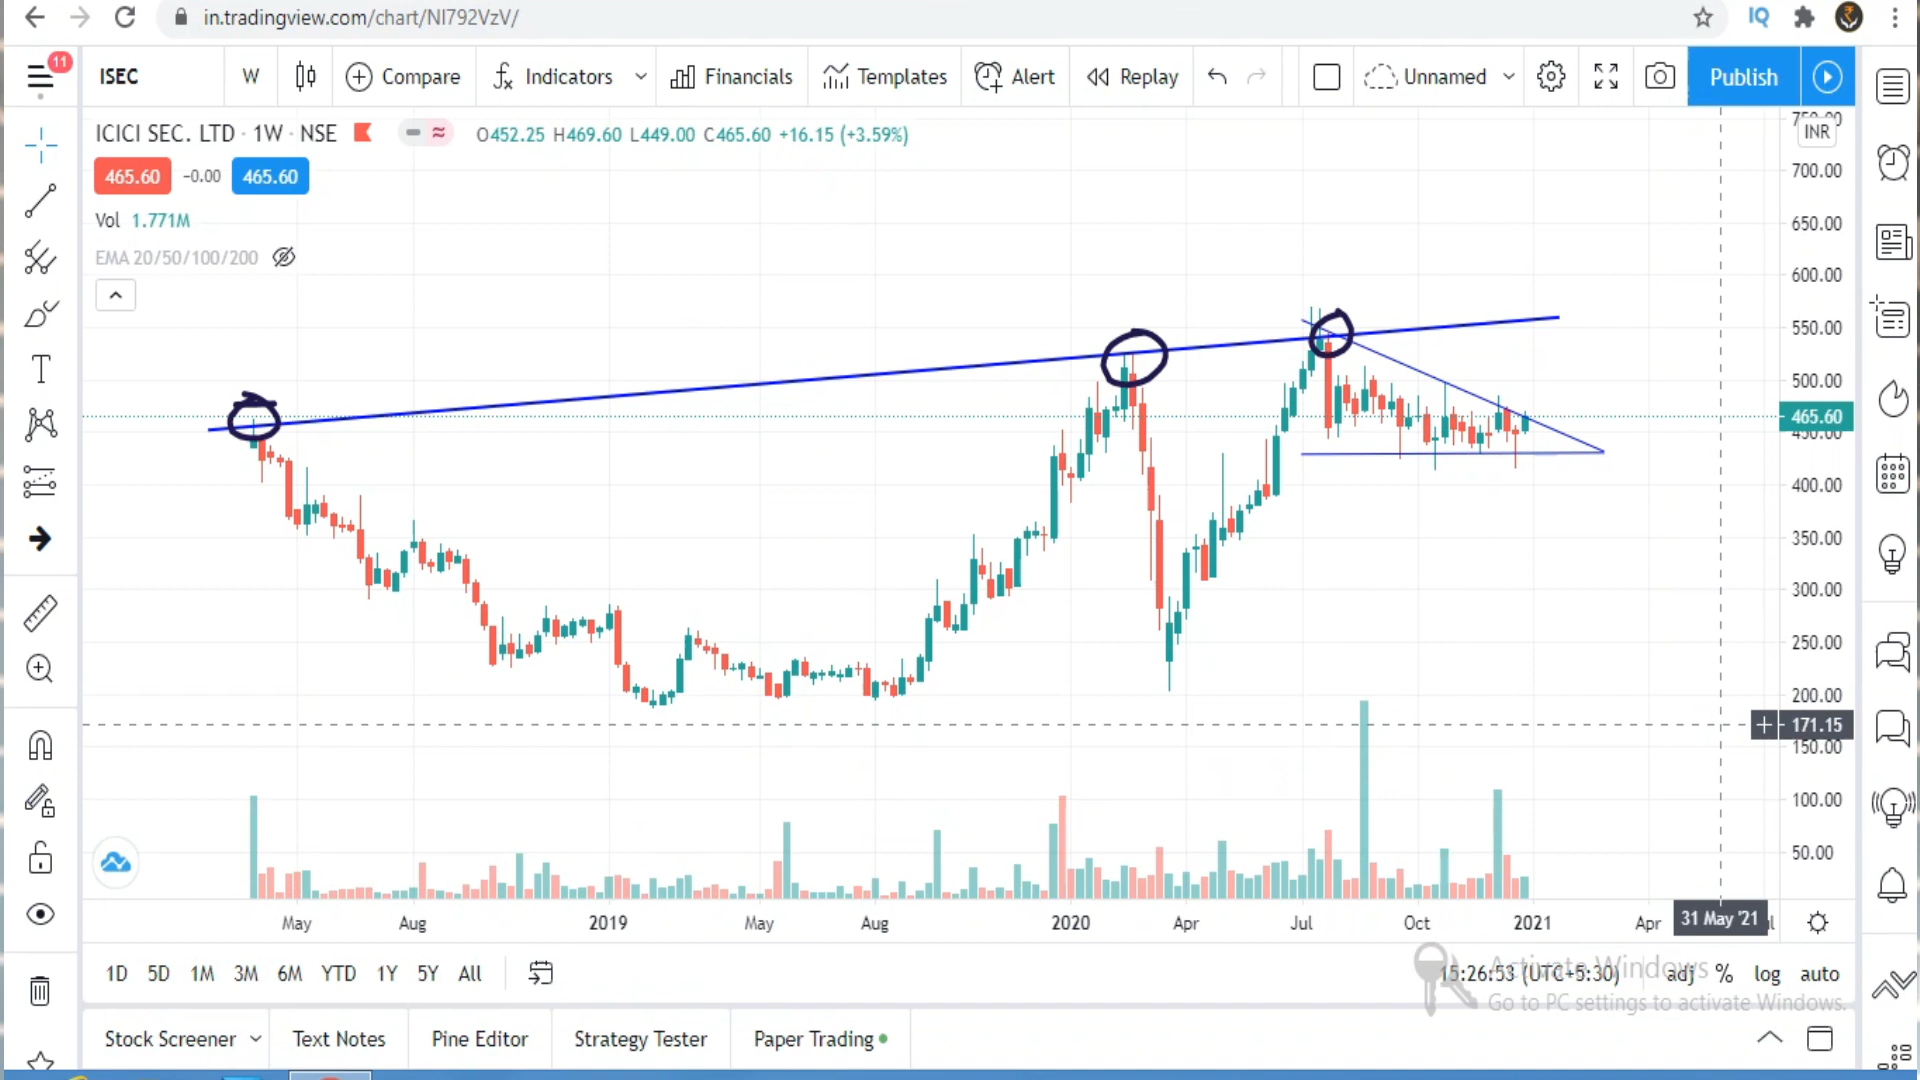 in.tradingview.com/chart/NI792VzV/
IQ
11
ISEC W Compare Indicators Financials Templates Alert Replay Unnamed Publish
ICICI SEC. LTD · 1W · NSE O452.25 H469.60 L449.00 C465.60 +16.15 (+3.59%)
INR
465.60 −0.00 465.60
Vol 1.771M
EMA 20/50/100/200
700.00
650.00
600.00
550.00
500.00
465.60
450.00
400.00
350.00
300.00
250.00
200.00
171.15
150.00
100.00
50.00
May Aug 2019 May Aug 2020 Apr Jul Oct 2021 Apr 31 May '21
1D 5D 1M 3M 6M YTD 1Y 5Y All 15:26:53 (UTC+5:30) adj % log auto
Activate Windows
Go to PC settings to activate Windows.
Stock Screener Text Notes Pine Editor Strategy Tester Paper Trading